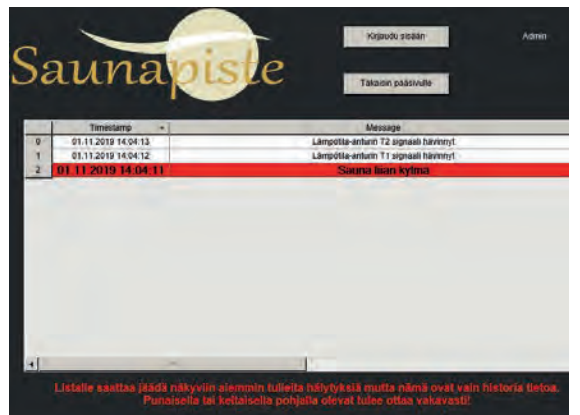 Saunapiste
Kirjaudu sisään
Admin
Takaisin pääsivulle
Timestamp
Message
0 01.11.2019 14:04:13 Lämpötila-anturin T2 signaali hävinnyt
1 01.11.2019 14:04:12 Lämpötila-anturin T1 signaali hävinnyt
2 01.11.2019 14:04:11 Sauna liian kylmä
Listalle saattaa jäädä näkyviin aiemmin tulleita hälytyksiä mutta nämä ovat vain historia tietoa.
Punaisella tai keltaisella pohjalla olevat tulee ottaa vakavasti!